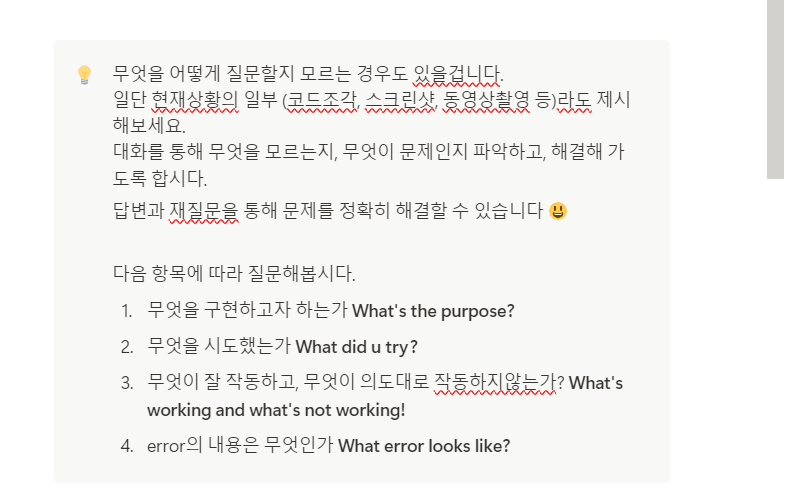 무엇을 어떻게 질문할지 모르는 경우도 있을겁니다.
일단 현재상황의 일부 (코드조각, 스크린샷, 동영상촬영 등)라도 제시
해보세요.
대화를 통해 무엇을 모르는지, 무엇이 문제인지 파악하고, 해결해 가
도록 합시다.
답변과 재질문을 통해 문제를 정확히 해결할 수 있습니다 😃
다음 항목에 따라 질문해봅시다.
1. 무엇을 구현하고자 하는가 What's the purpose?
2. 무엇을 시도했는가 What did u try?
3. 무엇이 잘 작동하고, 무엇이 의도대로 작동하지않는가? What's
working and what's not working!
4. error의 내용은 무엇인가 What error looks like?